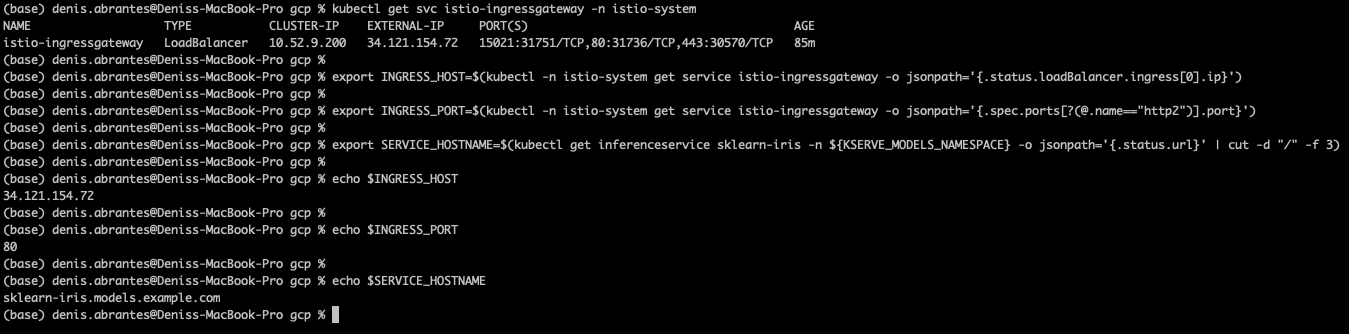 (base) denis.abrantes@Deniss-MacBook-Pro gcp % kubectl get svc istio-ingressgateway -n istio-system
NAME                   TYPE           CLUSTER-IP    EXTERNAL-IP     PORT(S)                                      AGE
istio-ingressgateway   LoadBalancer   10.52.9.200   34.121.154.72   15021:31751/TCP,80:31736/TCP,443:30570/TCP   85m
(base) denis.abrantes@Deniss-MacBook-Pro gcp %
(base) denis.abrantes@Deniss-MacBook-Pro gcp % export INGRESS_HOST=$(kubectl -n istio-system get service istio-ingressgateway -o jsonpath='{.status.loadBalancer.ingress[0].ip}')
(base) denis.abrantes@Deniss-MacBook-Pro gcp %
(base) denis.abrantes@Deniss-MacBook-Pro gcp % export INGRESS_PORT=$(kubectl -n istio-system get service istio-ingressgateway -o jsonpath='{.spec.ports[?(@.name=="http2")].port}')
(base) denis.abrantes@Deniss-MacBook-Pro gcp %
(base) denis.abrantes@Deniss-MacBook-Pro gcp % export SERVICE_HOSTNAME=$(kubectl get inferenceservice sklearn-iris -n ${KSERVE_MODELS_NAMESPACE} -o jsonpath='{.status.url}' | cut -d "/" -f 3)
(base) denis.abrantes@Deniss-MacBook-Pro gcp %
(base) denis.abrantes@Deniss-MacBook-Pro gcp % echo $INGRESS_HOST
34.121.154.72
(base) denis.abrantes@Deniss-MacBook-Pro gcp %
(base) denis.abrantes@Deniss-MacBook-Pro gcp % echo $INGRESS_PORT
80
(base) denis.abrantes@Deniss-MacBook-Pro gcp %
(base) denis.abrantes@Deniss-MacBook-Pro gcp % echo $SERVICE_HOSTNAME
sklearn-iris.models.example.com
(base) denis.abrantes@Deniss-MacBook-Pro gcp %